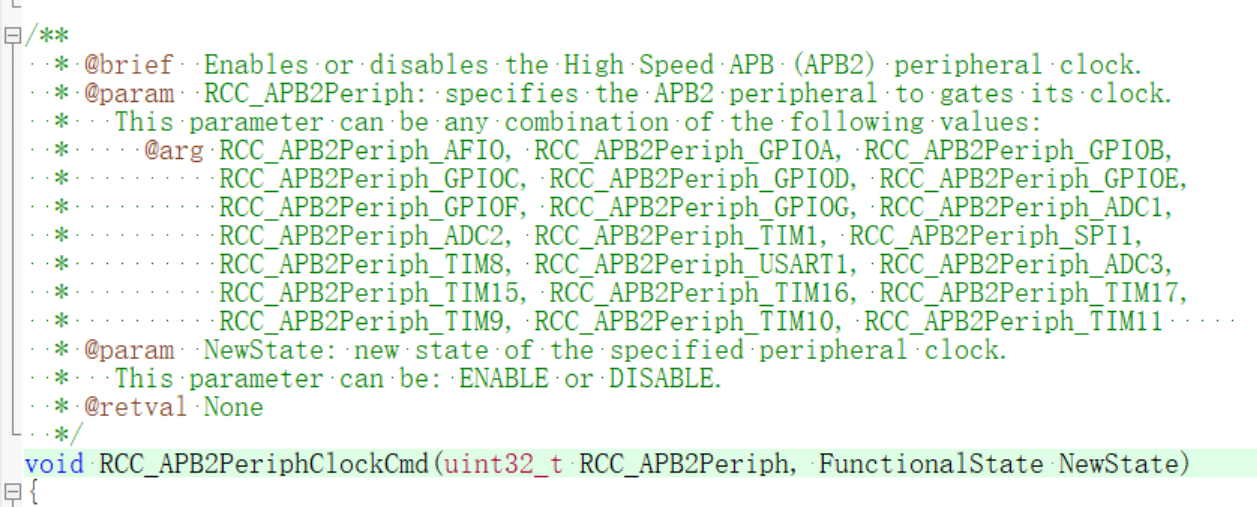 /**
  * @brief  Enables or disables the High Speed APB (APB2) peripheral clock.
  * @param  RCC_APB2Periph: specifies the APB2 peripheral to gates its clock.
  *   This parameter can be any combination of the following values:
  *     @arg RCC_APB2Periph_AFIO, RCC_APB2Periph_GPIOA, RCC_APB2Periph_GPIOB,
  *          RCC_APB2Periph_GPIOC, RCC_APB2Periph_GPIOD, RCC_APB2Periph_GPIOE,
  *          RCC_APB2Periph_GPIOF, RCC_APB2Periph_GPIOG, RCC_APB2Periph_ADC1,
  *          RCC_APB2Periph_ADC2, RCC_APB2Periph_TIM1, RCC_APB2Periph_SPI1,
  *          RCC_APB2Periph_TIM8, RCC_APB2Periph_USART1, RCC_APB2Periph_ADC3,
  *          RCC_APB2Periph_TIM15, RCC_APB2Periph_TIM16, RCC_APB2Periph_TIM17,
  *          RCC_APB2Periph_TIM9, RCC_APB2Periph_TIM10, RCC_APB2Periph_TIM11
  * @param  NewState: new state of the specified peripheral clock.
  *   This parameter can be: ENABLE or DISABLE.
  * @retval None
  */
void RCC_APB2PeriphClockCmd(uint32_t RCC_APB2Periph, FunctionalState NewState)
{